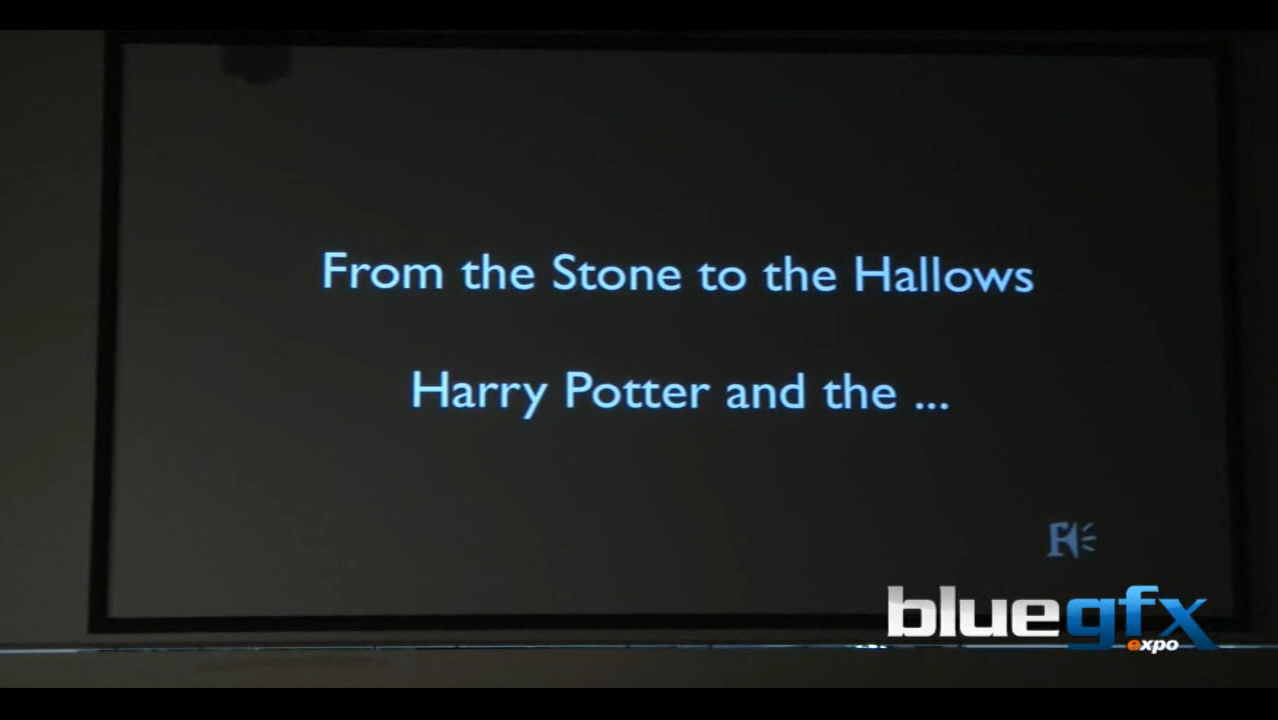 From the Stone to the Hallows
Harry Potter and the ...
bluegfx
expo